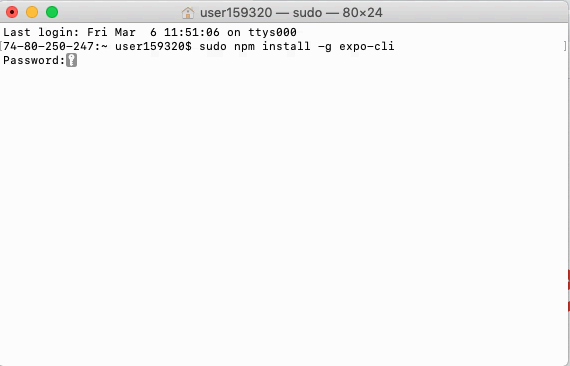 user159320 — sudo — 80×24
Last login: Fri Mar  6 11:51:06 on ttys000
[74-80-250-247:~ user159320$ sudo npm install -g expo-cli ]
Password: